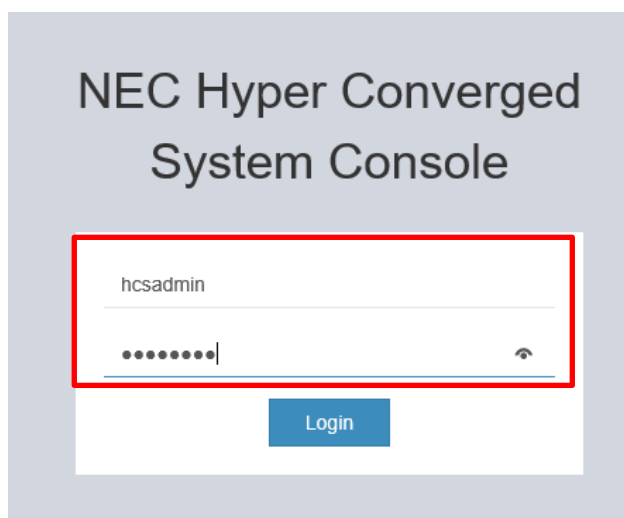 NEC Hyper Converged
System Console
hcsadmin
••••••••
Login